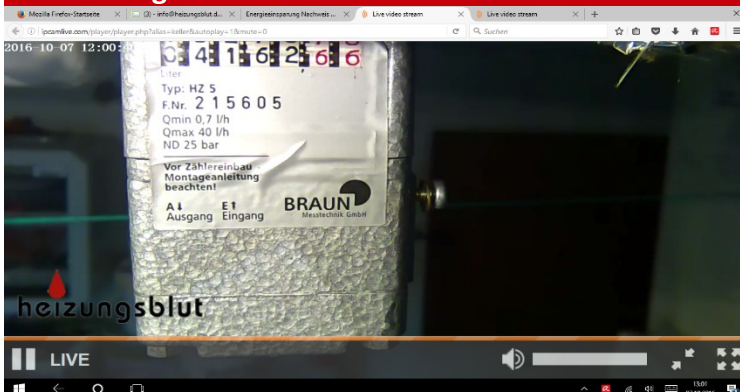 Mozilla Firefox-Startseite
(3) - info@heizungsblut.d...
Energieeinsparung Nachweis ...
Live video stream
Live video stream
ipcamlive.com/player/player.php?alias=keller&autoplay=1&mute=0
Suchen
2016-10-07 12:00:
Liter
Typ: HZ 5
F.Nr. 215605
Qmin 0,7 l/h
Qmax 40 l/h
ND 25 bar
Vor Zählereinbau -
Montageanleitung
beachten!
A↓ E↑
Ausgang Eingang
BRAUN
Messtechnik GmbH
heizungsblut
LIVE
13:01